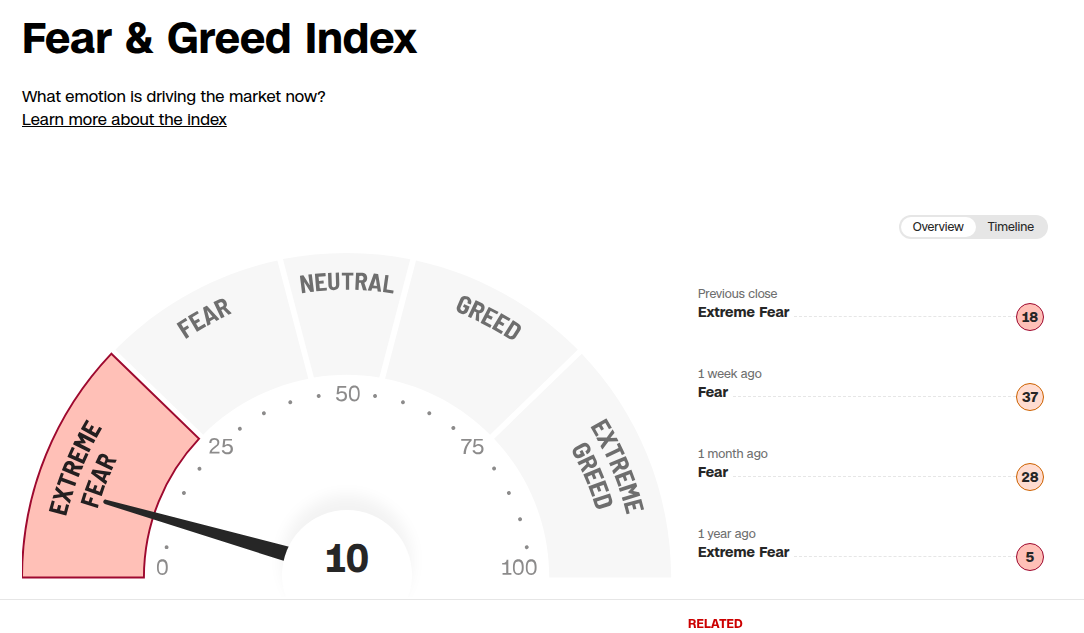 Fear & Greed Index
What emotion is driving the market now?
Learn more about the index
Overview
Timeline
EXTREME
FEAR
FEAR
NEUTRAL
GREED
EXTREME
GREED
0
25
50
75
100
10
Previous close
Extreme Fear
18
1 week ago
Fear
37
1 month ago
Fear
28
1 year ago
Extreme Fear
5
RELATED